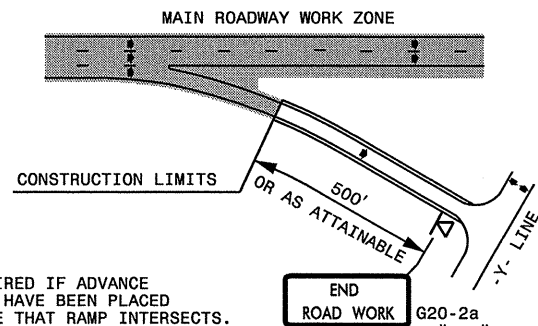 MAIN ROADWAY WORK ZONE
CONSTRUCTION LIMITS
500'
OR AS ATTAINABLE
-Y- LINE
IRED IF ADVANCE
HAVE BEEN PLACED
E THAT RAMP INTERSECTS.
END
ROAD WORK
G20-2a